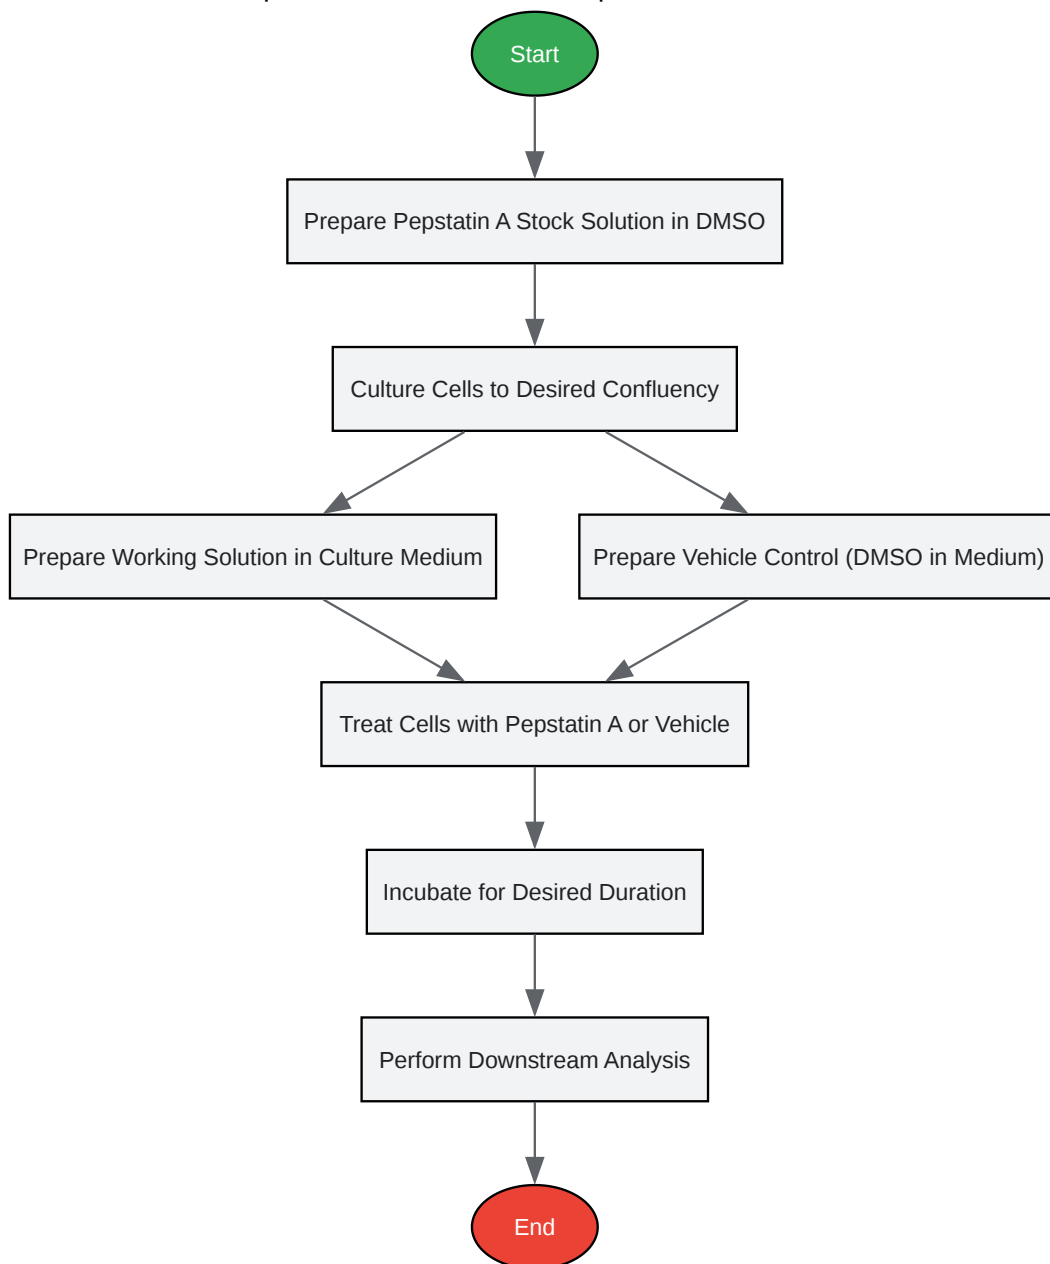 Start
Prepare Pepstatin A Stock Solution in DMSO
Culture Cells to Desired Confluency
Prepare Working Solution in Culture Medium
Prepare Vehicle Control (DMSO in Medium)
Treat Cells with Pepstatin A or Vehicle
Incubate for Desired Duration
Perform Downstream Analysis
End